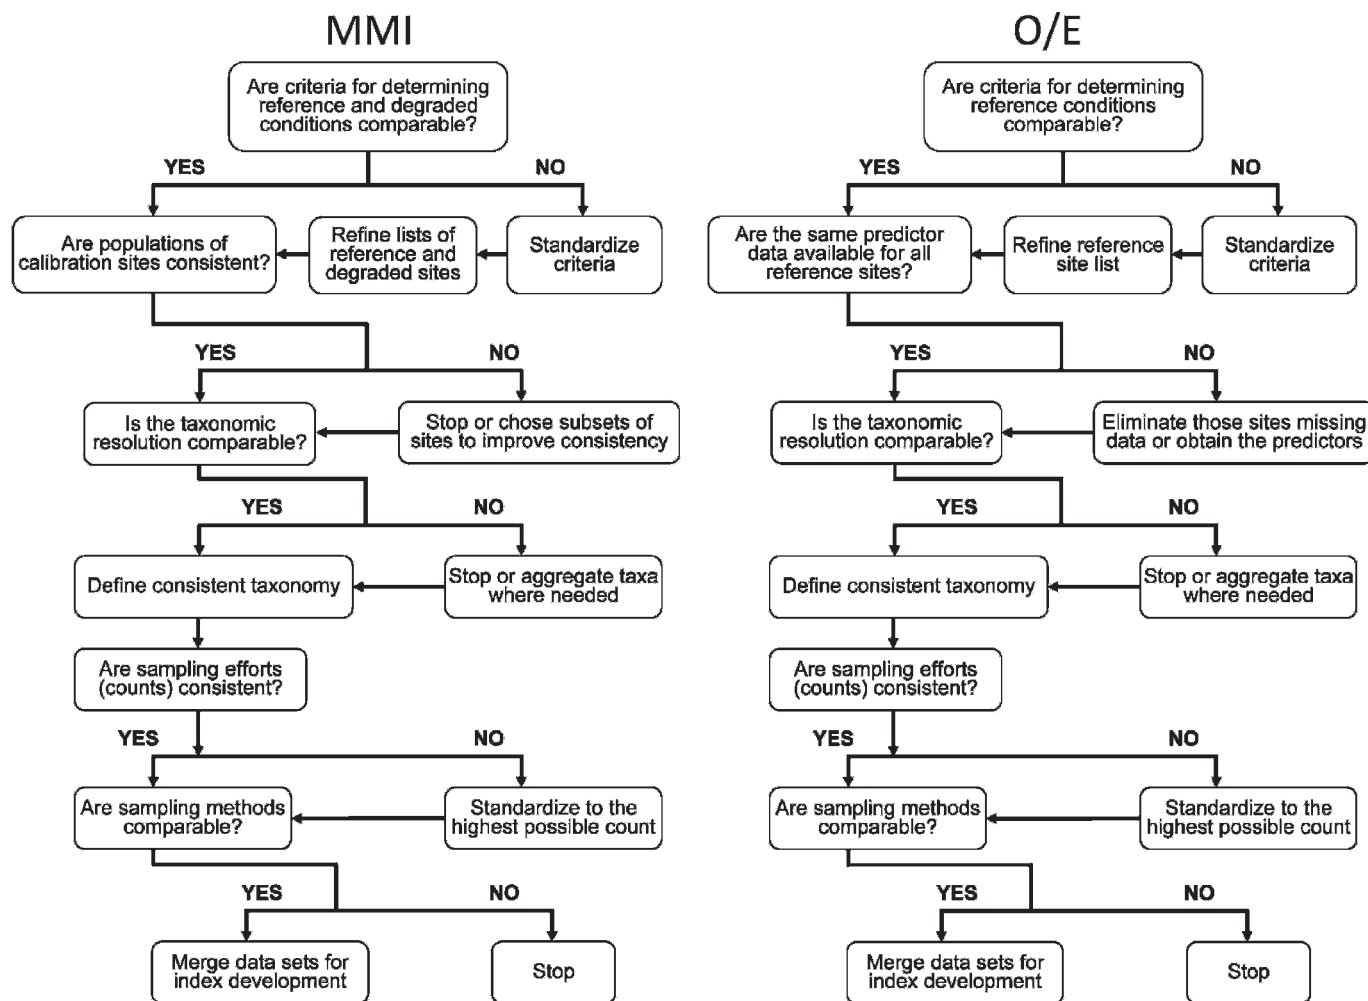 MMI
Are criteria for determining
reference and degraded
conditions comparable?
YES
NO
Are populations of
calibration sites consistent?
Refine lists of
reference and
degraded sites
Standardize
criteria
YES
NO
Is the taxonomic
resolution comparable?
Stop or chose subsets of
sites to improve consistency
YES
NO
Define consistent taxonomy
Stop or aggregate taxa
where needed
Are sampling efforts
(counts) consistent?
YES
NO
Are sampling methods
comparable?
Standardize to the
highest possible count
YES
NO
Merge data sets for
index development
Stop
O/E
Are criteria for determining
reference conditions
comparable?
YES
NO
Are the same predictor
data available for all
reference sites?
Refine reference
site list
Standardize
criteria
YES
NO
Is the taxonomic
resolution comparable?
Eliminate those sites missing
data or obtain the predictors
YES
NO
Define consistent taxonomy
Stop or aggregate taxa
where needed
Are sampling efforts
(counts) consistent?
YES
NO
Are sampling methods
comparable?
Standardize to the
highest possible count
YES
NO
Merge data sets for
index development
Stop